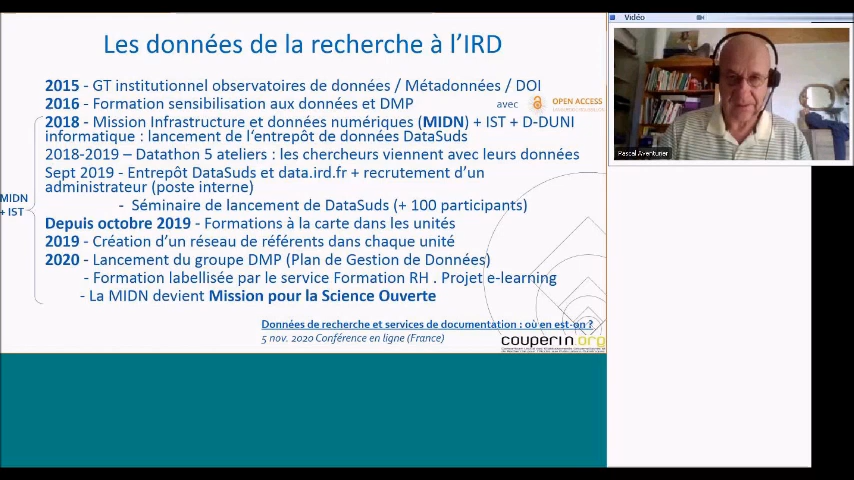 Les données de la recherche à l'IRD
2015 - GT institutionnel observatoires de données / Métadonnées / DOI
2016 - Formation sensibilisation aux données et DMP
avec OPEN ACCESS
2018 - Mission Infrastructure et données numériques (MIDN) + IST + D-DUNI
informatique : lancement de l'entrepôt de données DataSuds
2018-2019 – Datathon 5 ateliers : les chercheurs viennent avec leurs données
Sept 2019 - Entrepôt DataSuds et data.ird.fr + recrutement d'un
administrateur (poste interne)
- Séminaire de lancement de DataSuds (+ 100 participants)
MIDN
+ IST
Depuis octobre 2019 - Formations à la carte dans les unités
2019 - Création d'un réseau de référents dans chaque unité
2020 - Lancement du groupe DMP (Plan de Gestion de Données)
- Formation labellisée par le service Formation RH . Projet e-learning
- La MIDN devient Mission pour la Science Ouverte
Données de recherche et services de documentation : où en est-on ?
5 nov. 2020 Conférence en ligne (France)
couperin.org
Vidéo
Pascal Aventurier